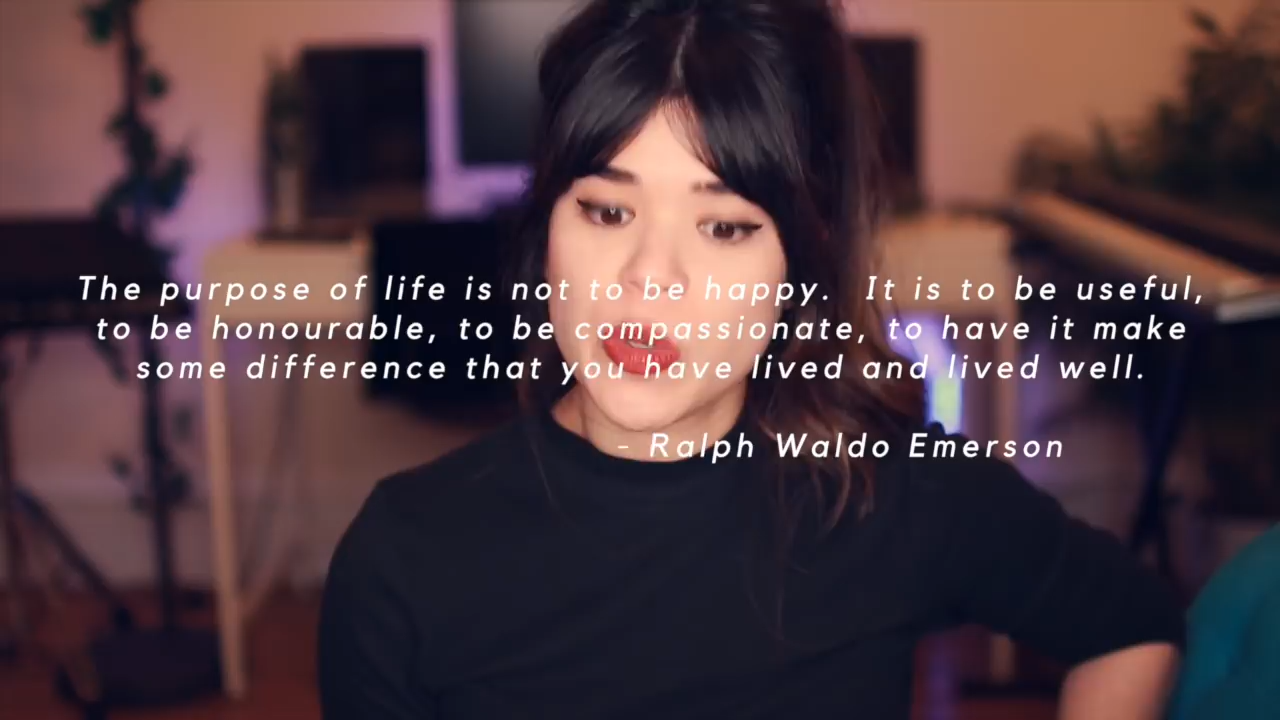 The purpose of life is not to be happy. It is to be useful,
to be honourable, to be compassionate, to have it make
some difference that you have lived and lived well.
- Ralph Waldo Emerson